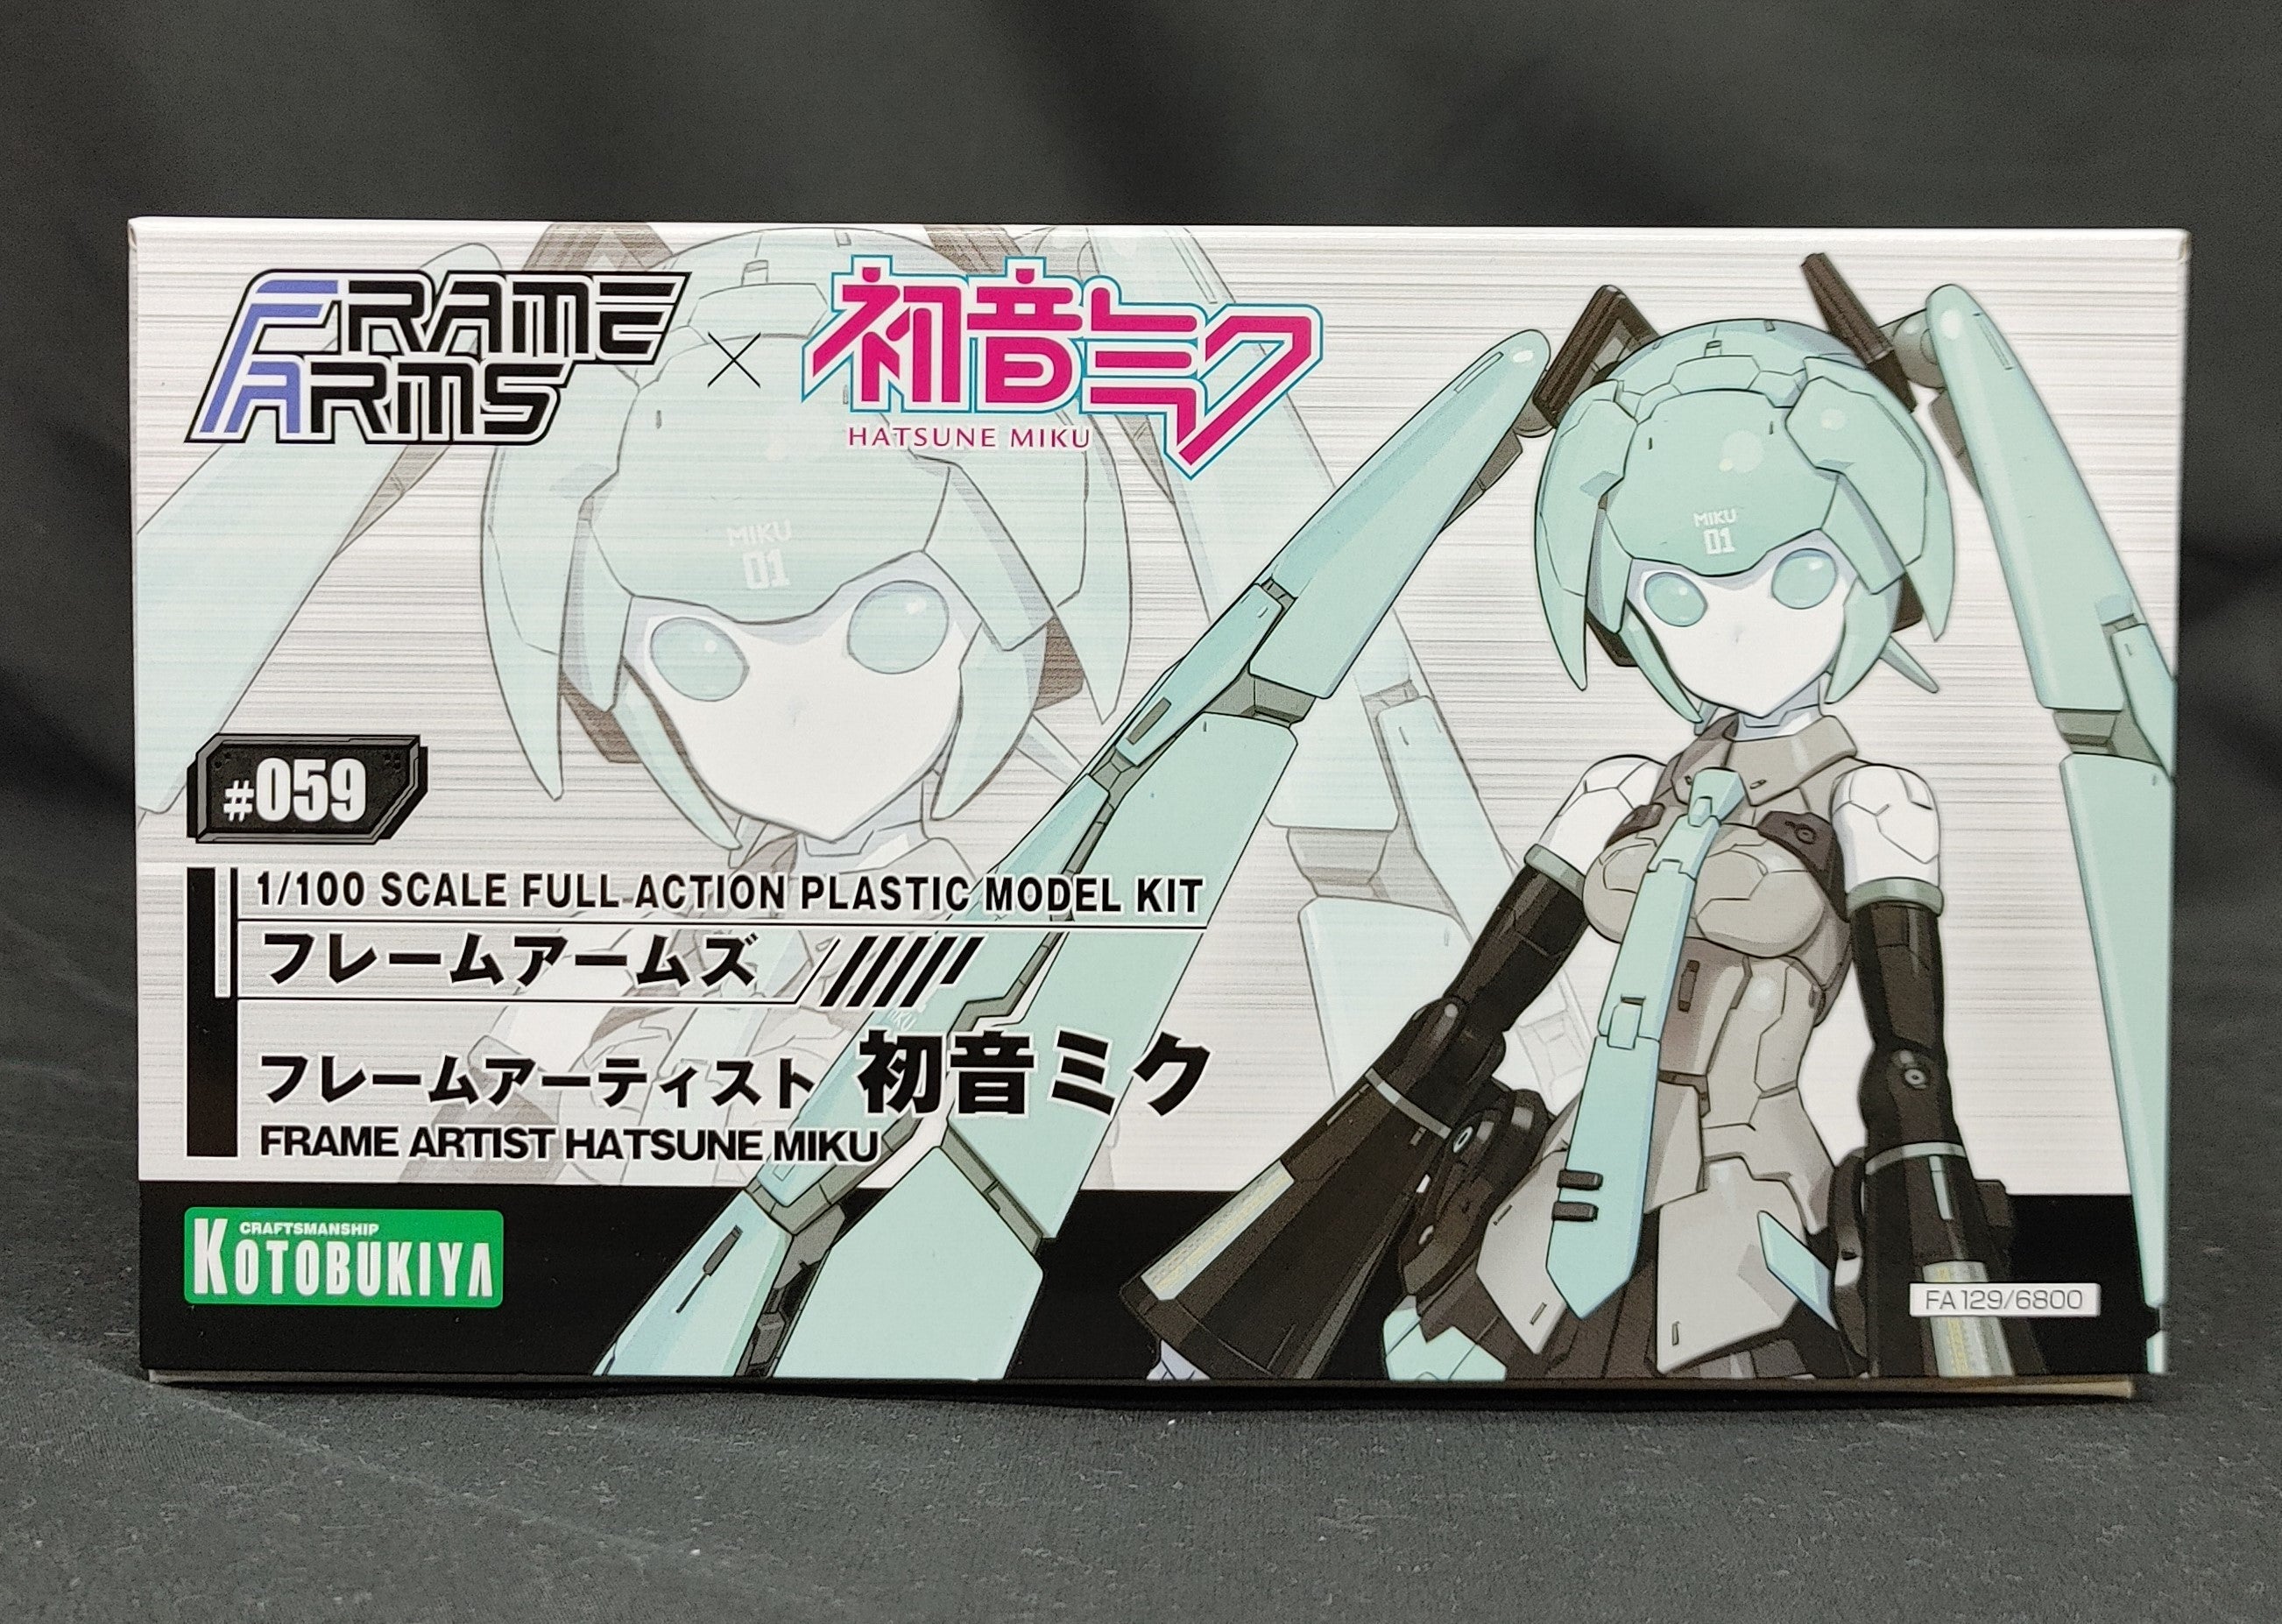 FRAME
ARMS
×
初音ミク
HATSUNE MIKU
MIKU
01
MIKU
01
#059
1/100 SCALE FULL ACTION PLASTIC MODEL KIT
フレームアームズ
フレームアーティスト 初音ミク
FRAME ARTIST HATSUNE MIKU
CRAFTSMANSHIP
KOTOBUKIYA
FA129/6800